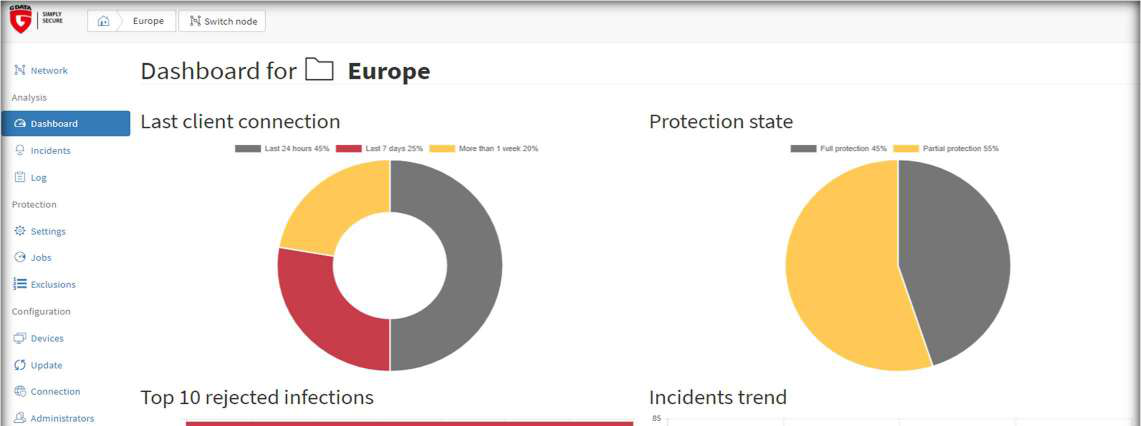 G DATA
SIMPLY
SECURE
Europe
Switch node
Network
Analysis
Dashboard
Incidents
Log
Protection
Settings
Jobs
Exclusions
Configuration
Devices
Update
Connection
Administrators
Dashboard for Europe
Last client connection
Last 24 hours 45% Last 7 days 25% More than 1 week 20%
Protection state
Full protection 45% Partial protection 55%
Top 10 rejected infections
Incidents trend
85